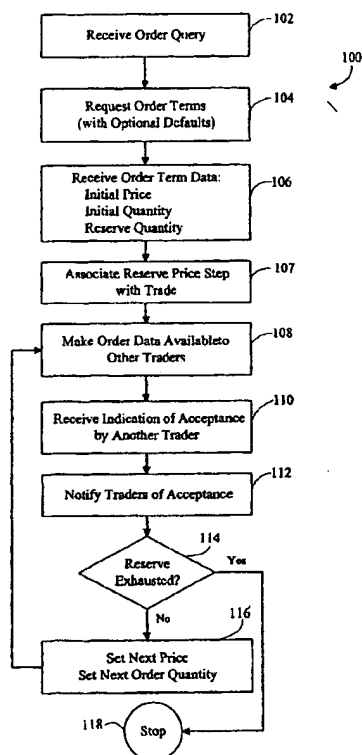 102
Receive Order Query
100
104
Request Order Terms
(with Optional Defaults)
106
Receive Order Term Data:
Initial Price
Initial Quantity
Reserve Quantity
107
Associate Reserve Price Step
with Trade
108
Make Order Data Availableto
Other Traders
110
Receive Indication of Acceptance
by Another Trader
112
Notify Traders of Acceptance
114
Reserve
Exhausted?
Yes
No
116
Set Next Price
Set Next Order Quantity
118
Stop